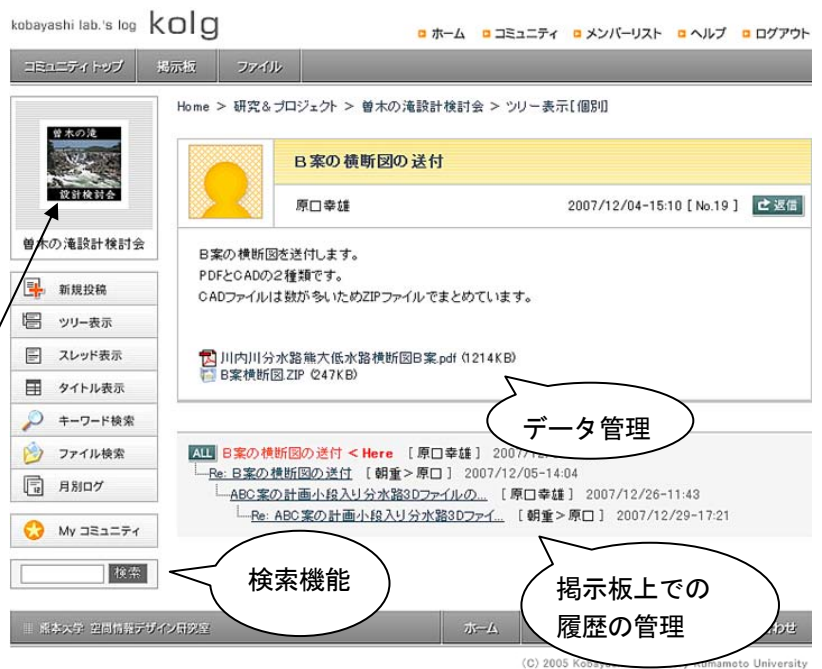 kobayashi lab.'s log kolg
ホーム コミュニティ メンバーリスト ヘルプ ログアウト
コミュニティトップ 掲示板 ファイル
Home > 研究&プロジェクト > 曽木の滝設計検討会 > ツリー表示[個別]
曽木の滝
設計検討会
曽木の滝設計検討会
B案の横断図の送付
原口幸雄 2007/12/04-15:10 [ No.19 ] 返信
B案の横断図を送付します。
PDFとCADの2種類です。
CADファイルは数が多いためZIPファイルでまとめています。
川内川分水路熊大低水路横断図B案.pdf (1214KB)
B案横断図.ZIP (247KB)
新規投稿
ツリー表示
スレッド表示
タイトル表示
キーワード検索
ファイル検索
月別ログ
My コミュニティ
検索
データ管理
ALL B案の横断図の送付 < Here [ 原口幸雄 ]
Re: B案の横断図の送付 [ 朝重>原口 ] 2007/12/05-14:04
ABC案の計画小段入り分水路3Dファイルの... [ 原口幸雄 ] 2007/12/26-11:43
Re: ABC案の計画小段入り分水路3Dファイ... [ 朝重>原口 ] 2007/12/29-17:21
検索機能
掲示板上での
履歴の管理
熊本大学 空間情報デザイン研究室 ホーム
(C) 2005 Kumamoto University